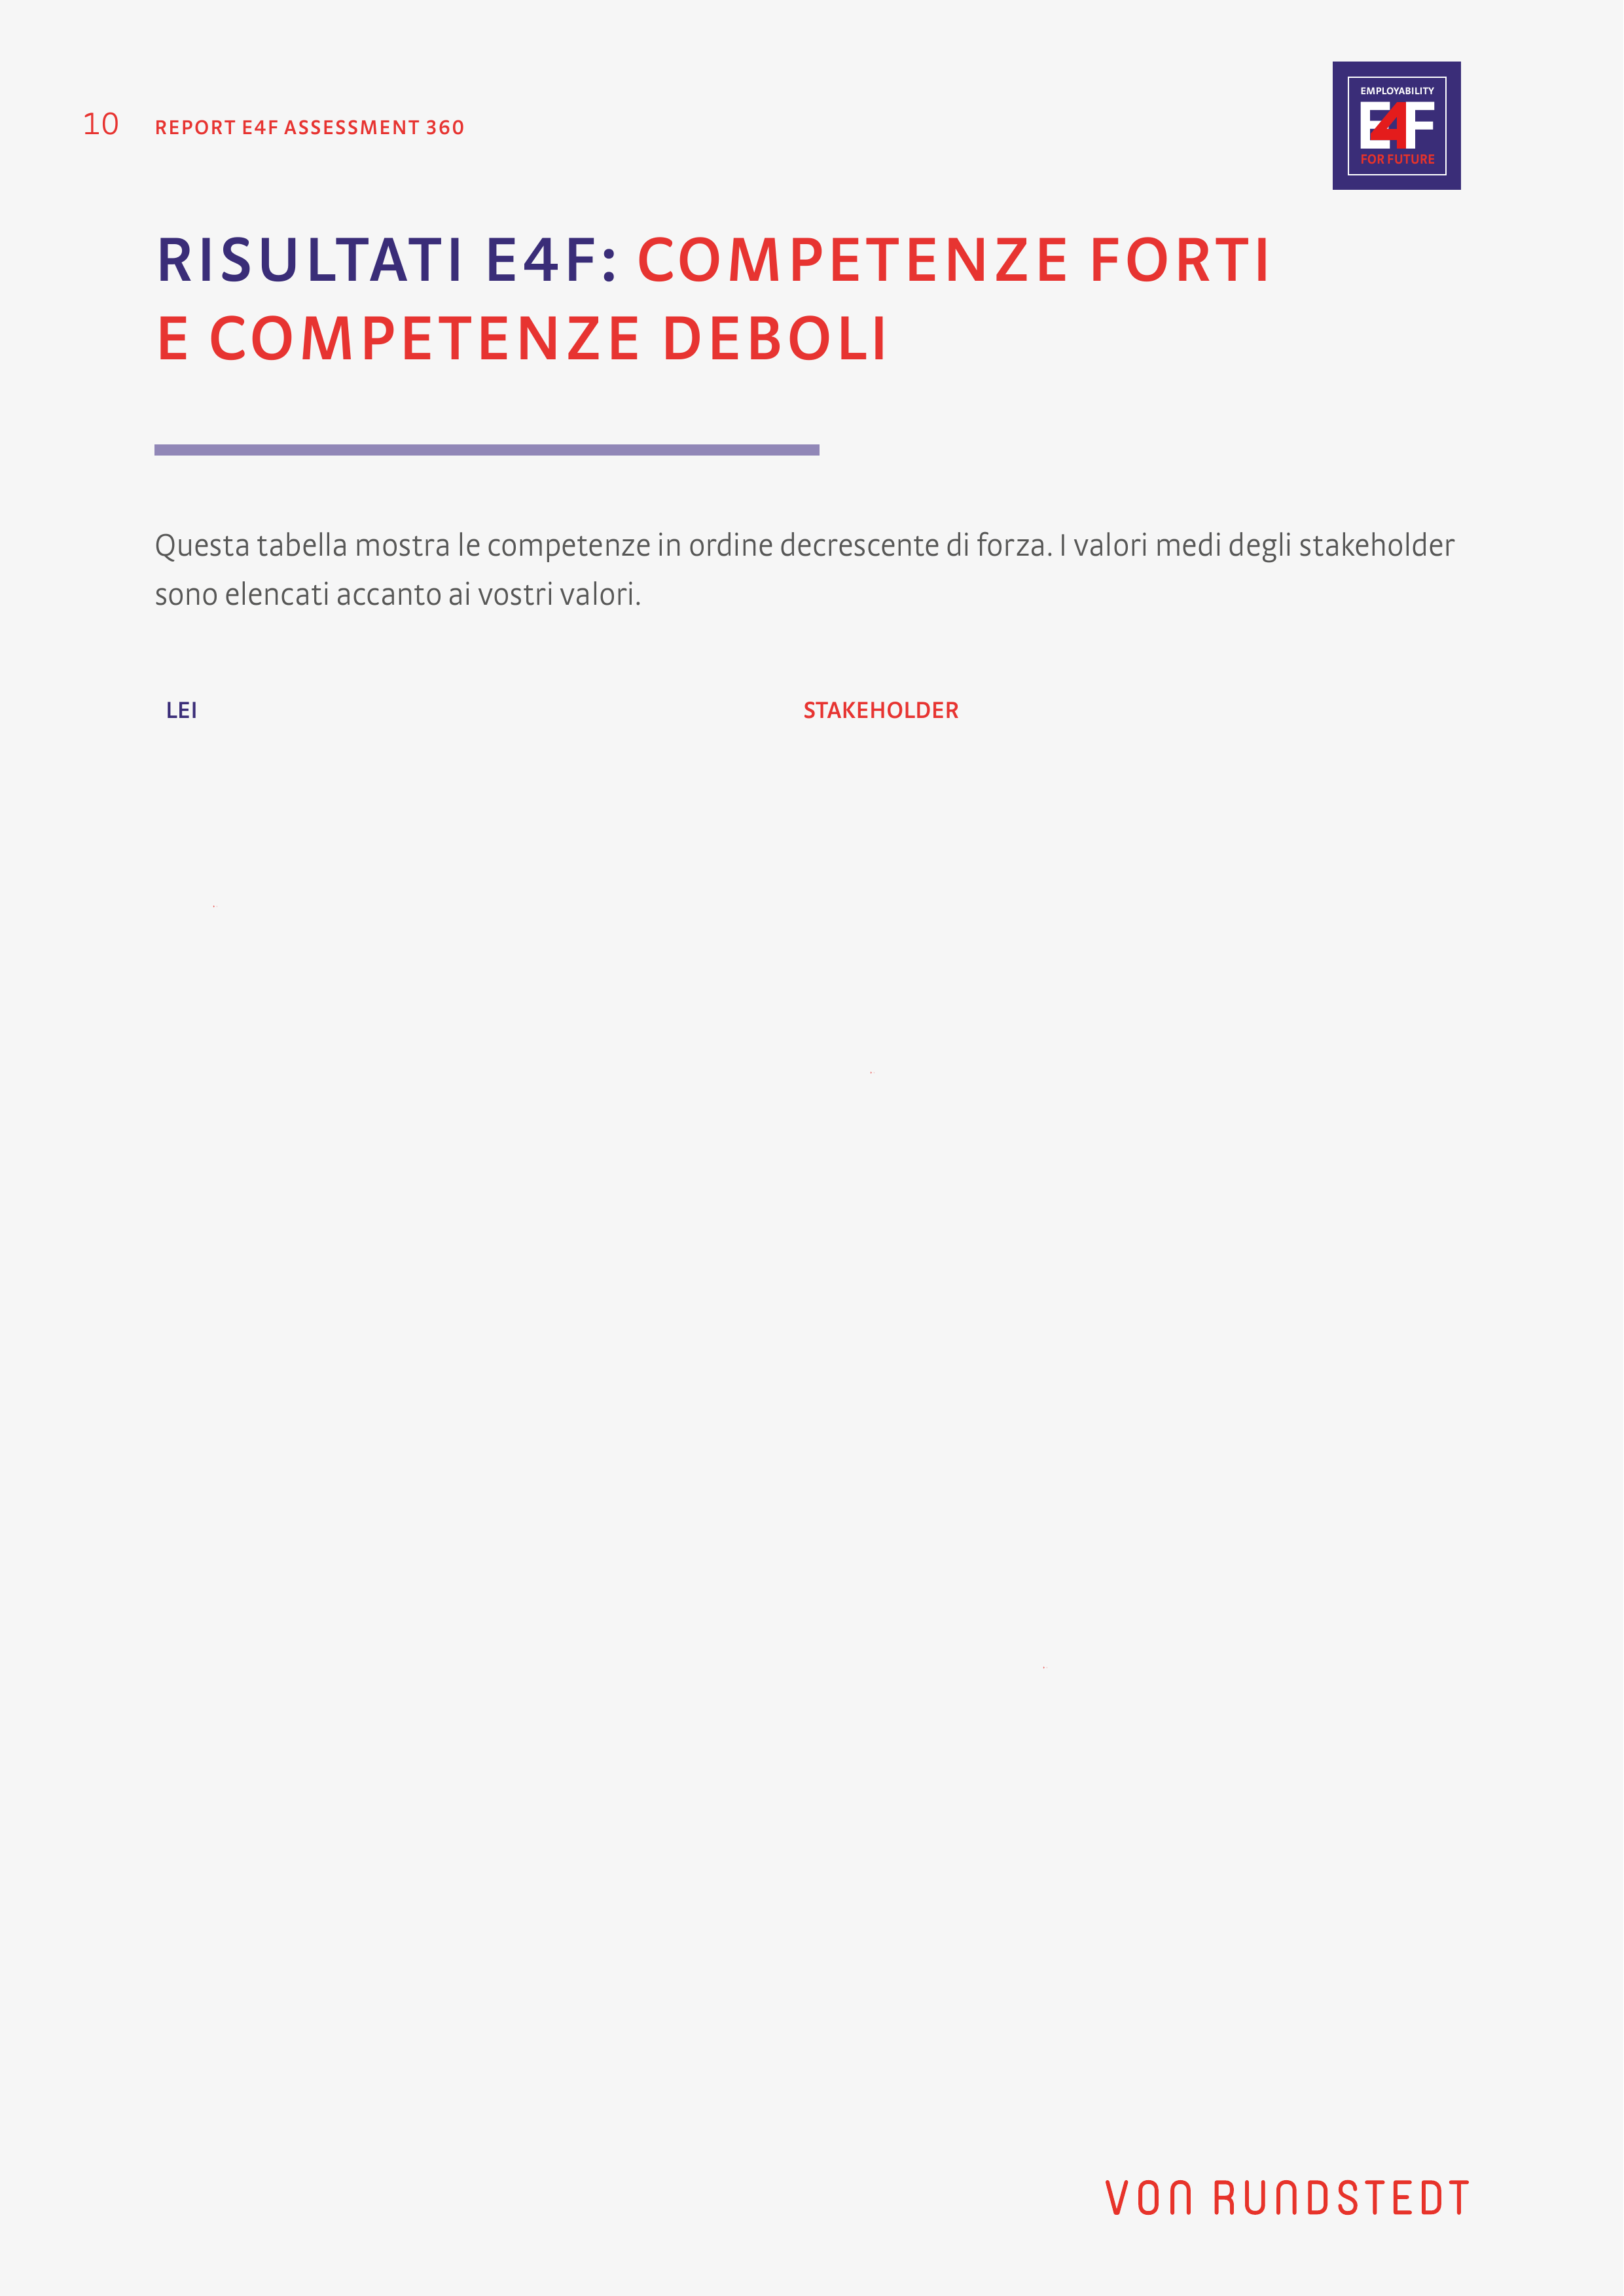 10 REPORT E4F ASSESSMENT 360
EMPLOYABILITY
E4F
FOR FUTURE
RISULTATI E4F: COMPETENZE FORTI
E COMPETENZE DEBOLI
Questa tabella mostra le competenze in ordine decrescente di forza. I valori medi degli stakeholder
sono elencati accanto ai vostri valori.
LEI STAKEHOLDER
VON RUNDSTEDT